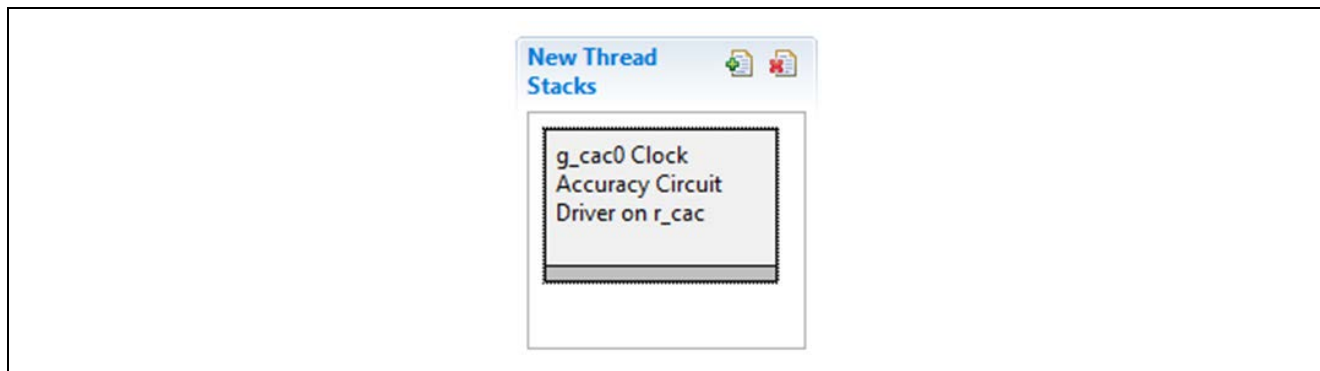 New Thread
Stacks
g_cac0 Clock
Accuracy Circuit
Driver on r_cac